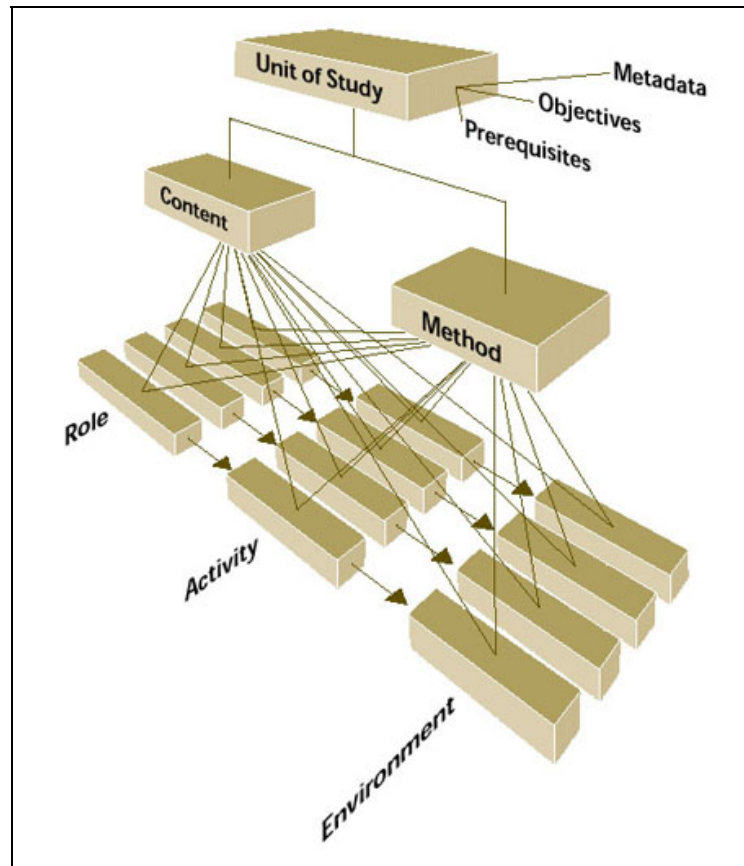 Unit of Study
Metadata
Objectives
Prerequisites
Content
Method
Role
Activity
Environment